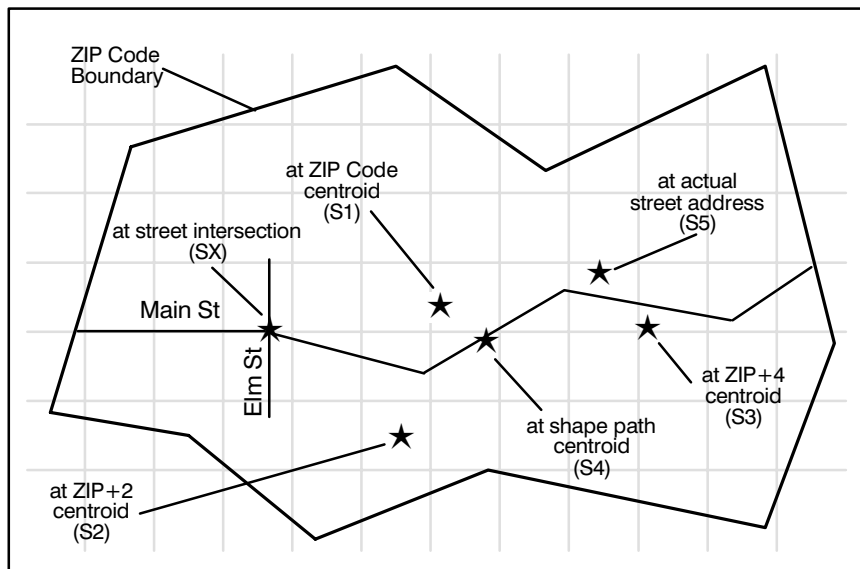 ZIP Code
Boundary
at ZIP Code
centroid
(S1)
at actual
street address
(S5)
at street intersection
(SX)
Main St
Elm St
at ZIP+4
centroid
(S3)
at shape path
centroid
(S4)
at ZIP+2
centroid
(S2)